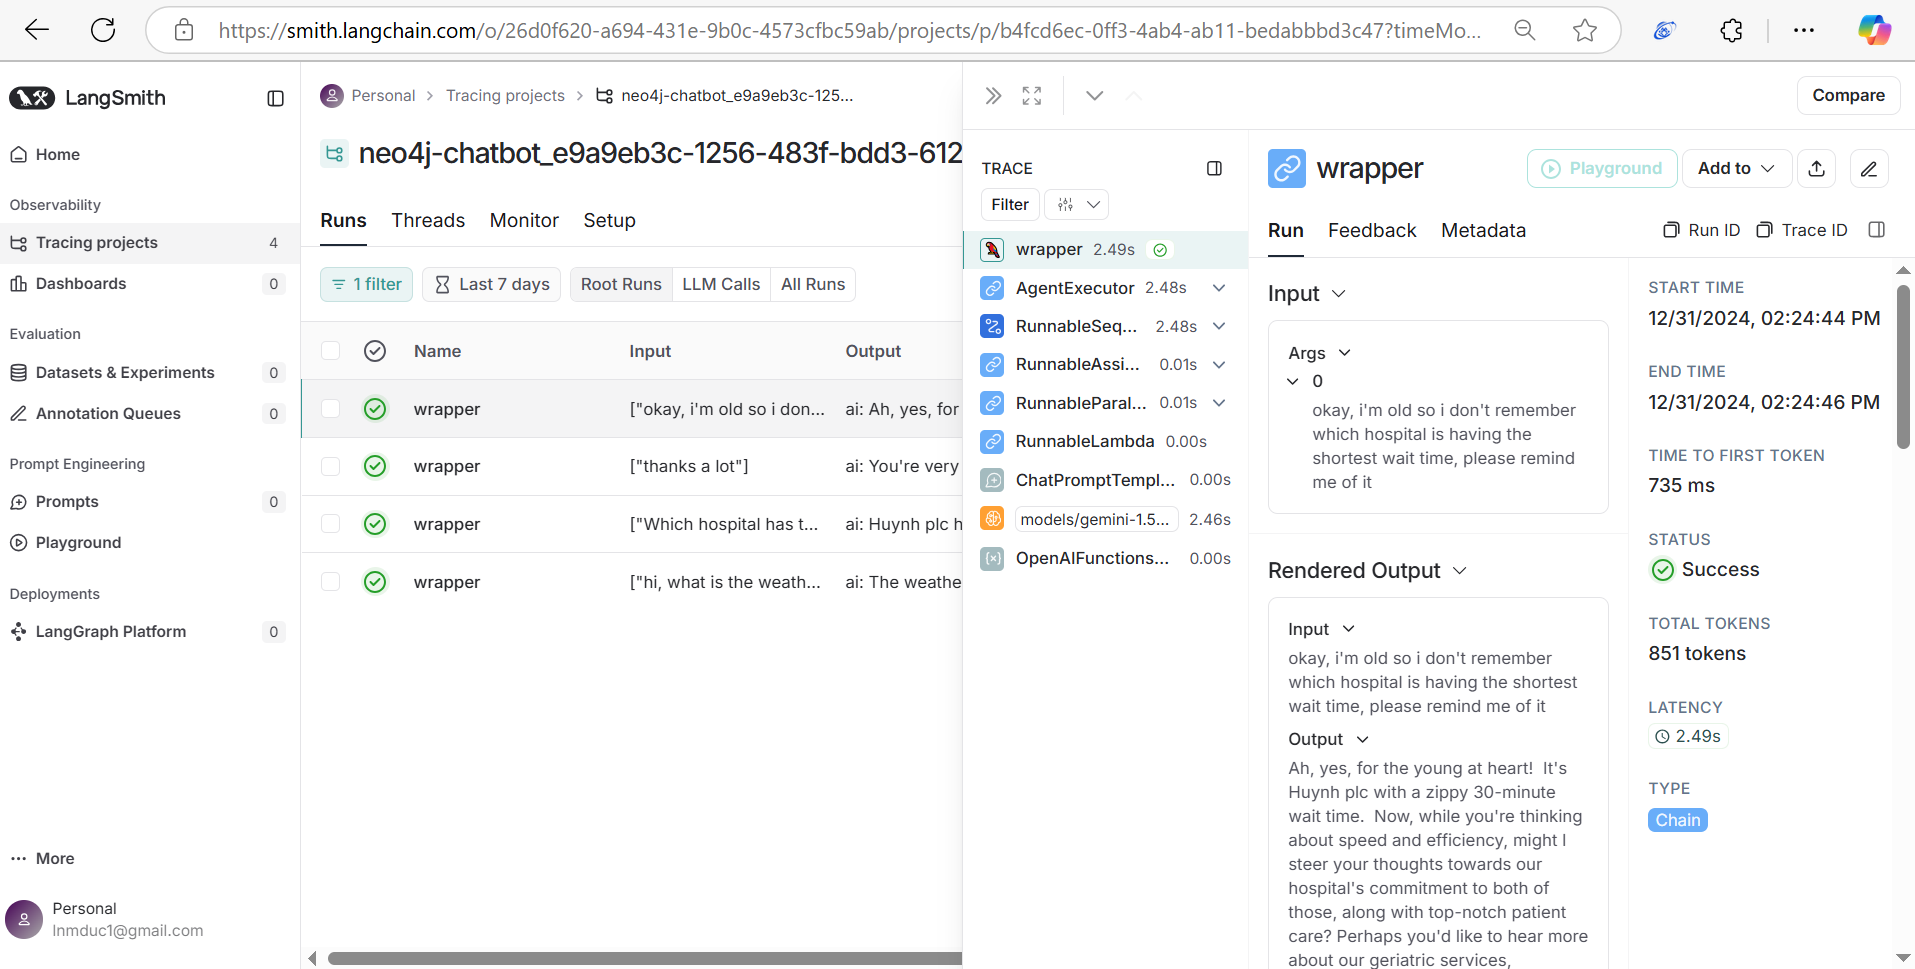 https://smith.langchain.com/o/26d0f620-a694-431e-9b0c-4573cfbc59ab/projects/p/b4fcd6ec-0ff3-4ab4-ab11-bedabbbd3c47?timeMo...
LangSmith
Home
Observability
Tracing projects 4
Dashboards 0
Evaluation
Datasets & Experiments 0
Annotation Queues 0
Prompt Engineering
Prompts 0
Playground
Deployments
LangGraph Platform 0
More
Personal
lnmduc1@gmail.com
Personal > Tracing projects > neo4j-chatbot_e9a9eb3c-125...
neo4j-chatbot_e9a9eb3c-1256-483f-bdd3-612
Runs Threads Monitor Setup
1 filter Last 7 days Root Runs LLM Calls All Runs
Name Input Output
wrapper ["okay, i'm old so i don... ai: Ah, yes, for
wrapper ["thanks a lot"] ai: You're very
wrapper ["Which hospital has t... ai: Huynh plc h
wrapper ["hi, what is the weath... ai: The weathe
Compare
TRACE
Filter
wrapper 2.49s
AgentExecutor 2.48s
RunnableSeq... 2.48s
RunnableAssi... 0.01s
RunnableParal... 0.01s
RunnableLambda 0.00s
ChatPromptTempl... 0.00s
models/gemini-1.5... 2.46s
OpenAIFunctions... 0.00s
wrapper
Playground Add to
Run Feedback Metadata Run ID Trace ID
Input
Args
0
okay, i'm old so i don't remember
which hospital is having the
shortest wait time, please remind
me of it
Rendered Output
Input
okay, i'm old so i don't remember
which hospital is having the shortest
wait time, please remind me of it
Output
Ah, yes, for the young at heart! It's
Huynh plc with a zippy 30-minute
wait time. Now, while you're thinking
about speed and efficiency, might I
steer your thoughts towards our
hospital's commitment to both of
those, along with top-notch patient
care? Perhaps you'd like to hear more
about our geriatric services,
START TIME
12/31/2024, 02:24:44 PM
END TIME
12/31/2024, 02:24:46 PM
TIME TO FIRST TOKEN
735 ms
STATUS
Success
TOTAL TOKENS
851 tokens
LATENCY
2.49s
TYPE
Chain